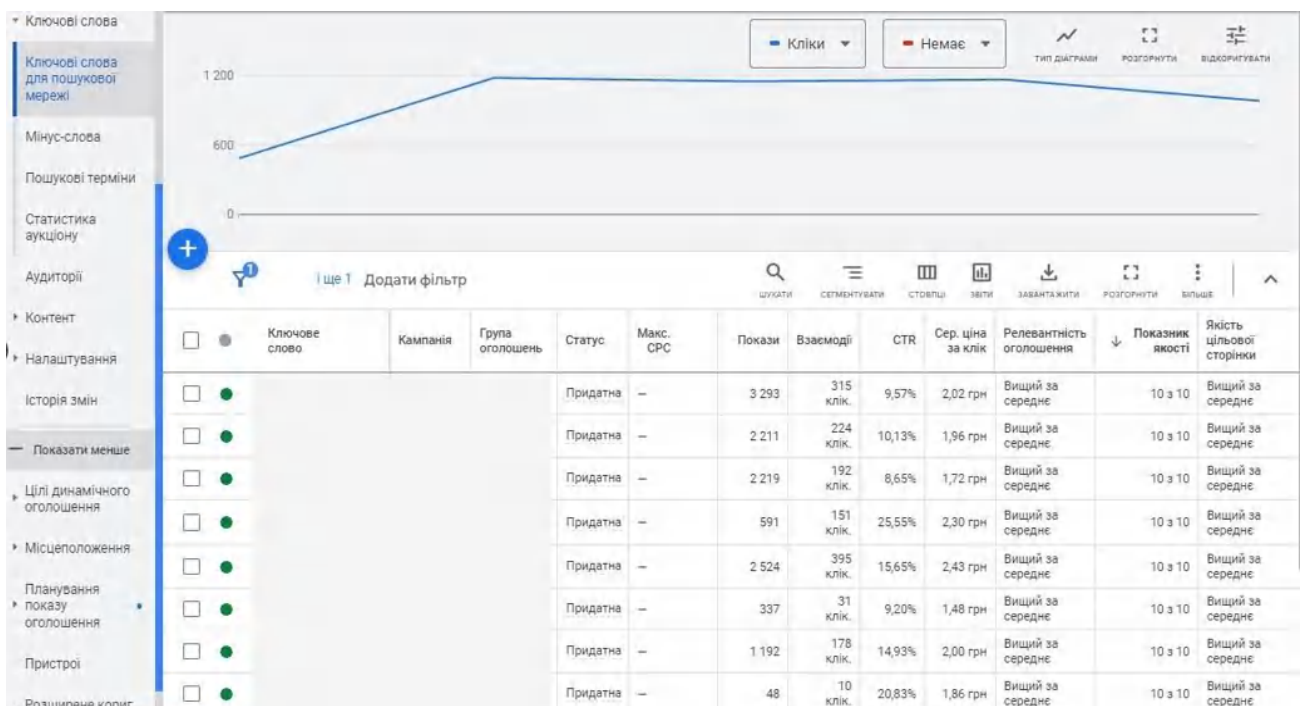 Ключові слова
Ключові слова
для пошукової
мережі
Мінус-слова
Пошукові терміни
Статистика
аукціону
Аудиторії
Контент
Налаштування
Історія змін
Показати менше
Цілі динамічного
оголошення
Місцеположення
Планування
показу
оголошення
Пристрої
Розширене кориг
Кліки
Немає
ТИП ДІАГРАМИ
РОЗГОРНУТИ
ВІДКОРИГУВАТИ
1 200
600
0
1
і ще 1 Додати фільтр
ШУКАТИ
СЕГМЕНТУВАТИ
СТОВПЦІ
ЗВІТИ
ЗАВАНТАЖИТИ
РОЗГОРНУТИ
БІЛЬШЕ
Ключове
слово
Кампанія
Група
оголошень
Статус
Макс.
СРС
Покази
Взаємодії
CTR
Сер. ціна
за клік
Релевантність
оголошення
Показник
якості
Якість
цільової
сторінки
Придатна — 3 293 315 клік. 9,57% 2,02 грн Вищий за середнє 10 з 10 Вищий за середнє
Придатна — 2 211 224 клік. 10,13% 1,96 грн Вищий за середнє 10 з 10 Вищий за середнє
Придатна — 2 219 192 клік. 8,65% 1,72 грн Вищий за середнє 10 з 10 Вищий за середнє
Придатна — 591 151 клік. 25,55% 2,30 грн Вищий за середнє 10 з 10 Вищий за середнє
Придатна — 2 524 395 клік. 15,65% 2,43 грн Вищий за середнє 10 з 10 Вищий за середнє
Придатна — 337 31 клік. 9,20% 1,48 грн Вищий за середнє 10 з 10 Вищий за середнє
Придатна — 1 192 178 клік. 14,93% 2,00 грн Вищий за середнє 10 з 10 Вищий за середнє
Придатна — 48 10 клік. 20,83% 1,86 грн Вищий за середнє 10 з 10 Вищий за середнє